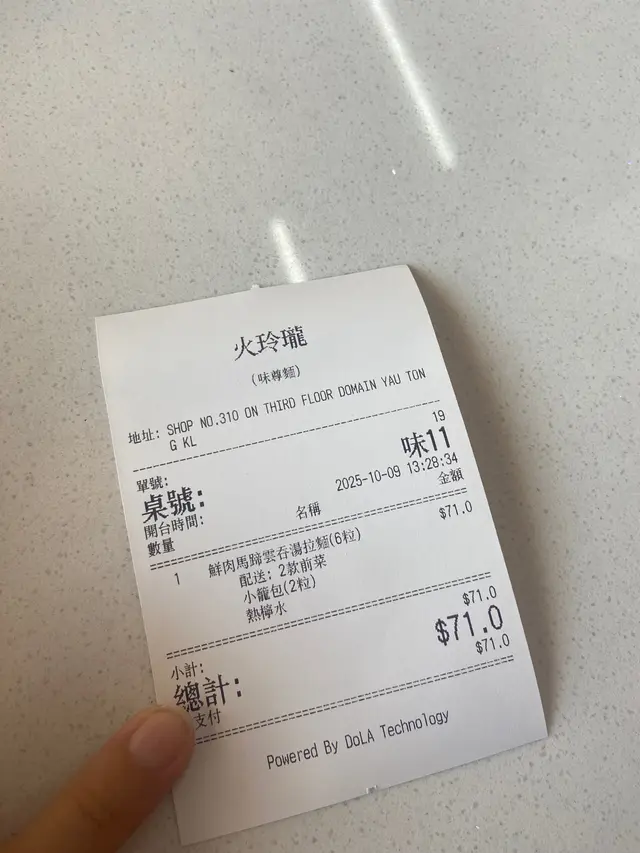 火玲瓏
(味尊麵)
地址: SHOP NO.310 ON THIRD FLOOR DOMAIN YAU TON
G KL
單號: 19
桌號: 味11
開台時間: 2025-10-09 13:28:34
數量 名稱 金額
1 鮮肉馬蹄雲吞湯拉麵(6粒) $71.0
配送: 2款前菜
小籠包(2粒)
熱檸水
小計: $71.0
總計: $71.0
支付 $71.0
Powered By DoLA Technology